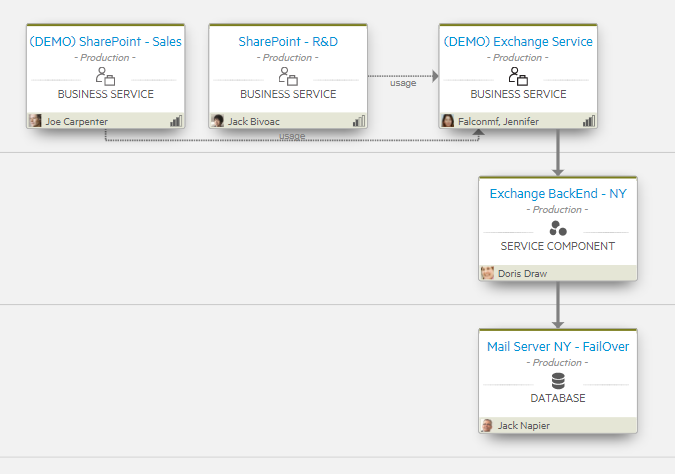 (DEMO) SharePoint - Sales
- Production -
BUSINESS SERVICE
Joe Carpenter
SharePoint - R&D
- Production -
BUSINESS SERVICE
Jack Bivoac
usage
(DEMO) Exchange Service
- Production -
BUSINESS SERVICE
Falconmf, Jennifer
usage
Exchange BackEnd - NY
- Production -
SERVICE COMPONENT
Doris Draw
Mail Server NY - FailOver
- Production -
DATABASE
Jack Napier